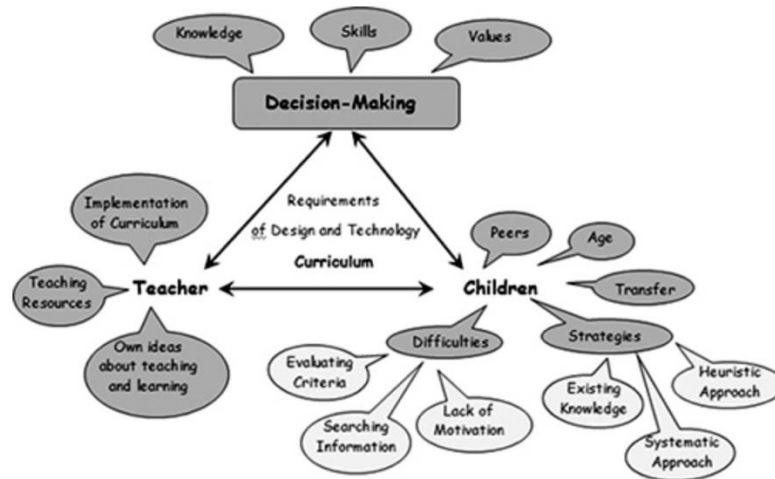 Knowledge
Skills
Values
Decision-Making
Implementation
of Curriculum
Requirements
of Design and Technology
Curriculum
Peers
Age
Teaching
Resources
Teacher
Children
Transfer
Own ideas
about teaching
and learning
Difficulties
Strategies
Evaluating
Criteria
Searching
Information
Lack of
Motivation
Existing
Knowledge
Heuristic
Approach
Systematic
Approach